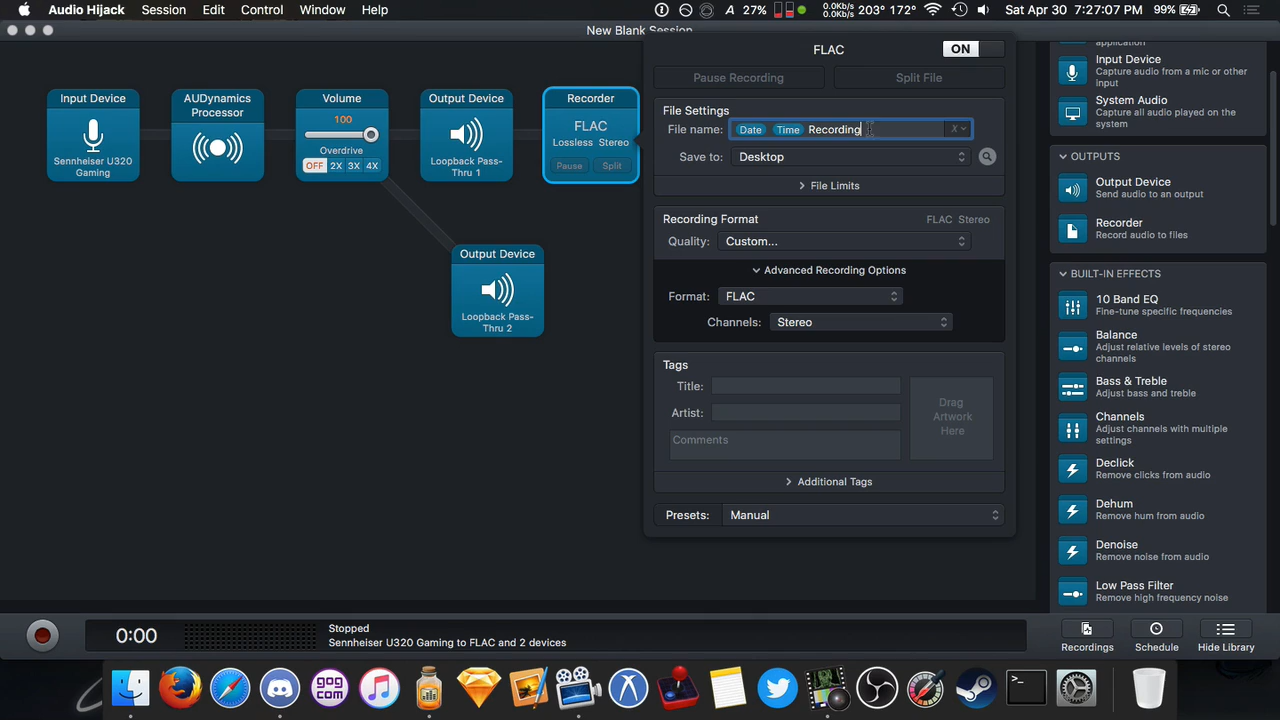 Audio Hijack Session Edit Control Window Help
A 27% 0.0Kb/s 0.0Kb/s 203° 172° Sat Apr 30 7:27:07 PM 99%
New Blank Session
Input Device
Sennheiser U320
Gaming
AUDynamics
Processor
Volume
100
Overdrive
OFF 2X 3X 4X
Output Device
Loopback Pass-
Thru 1
Recorder
FLAC
Lossless Stereo
Pause Split
Output Device
Loopback Pass-
Thru 2
FLAC ON
Pause Recording Split File
File Settings
File name: Date Time Recording X
Save to: Desktop
File Limits
Recording Format FLAC Stereo
Quality: Custom...
Advanced Recording Options
Format: FLAC
Channels: Stereo
Tags
Title:
Artist:
Comments
Drag
Artwork
Here
Additional Tags
Presets: Manual
application
Input Device
Capture audio from a mic or other
input
System Audio
Capture all audio played on the
system
OUTPUTS
Output Device
Send audio to an output
Recorder
Record audio to files
BUILT-IN EFFECTS
10 Band EQ
Fine-tune specific frequencies
Balance
Adjust relative levels of stereo
channels
Bass & Treble
Adjust bass and treble
Channels
Adjust channels with multiple
settings
Declick
Remove clicks from audio
Dehum
Remove hum from audio
Denoise
Remove noise from audio
Low Pass Filter
Remove high frequency noise
0:00
Stopped
Sennheiser U320 Gaming to FLAC and 2 devices
Recordings Schedule Hide Library
GOG
COM
>_